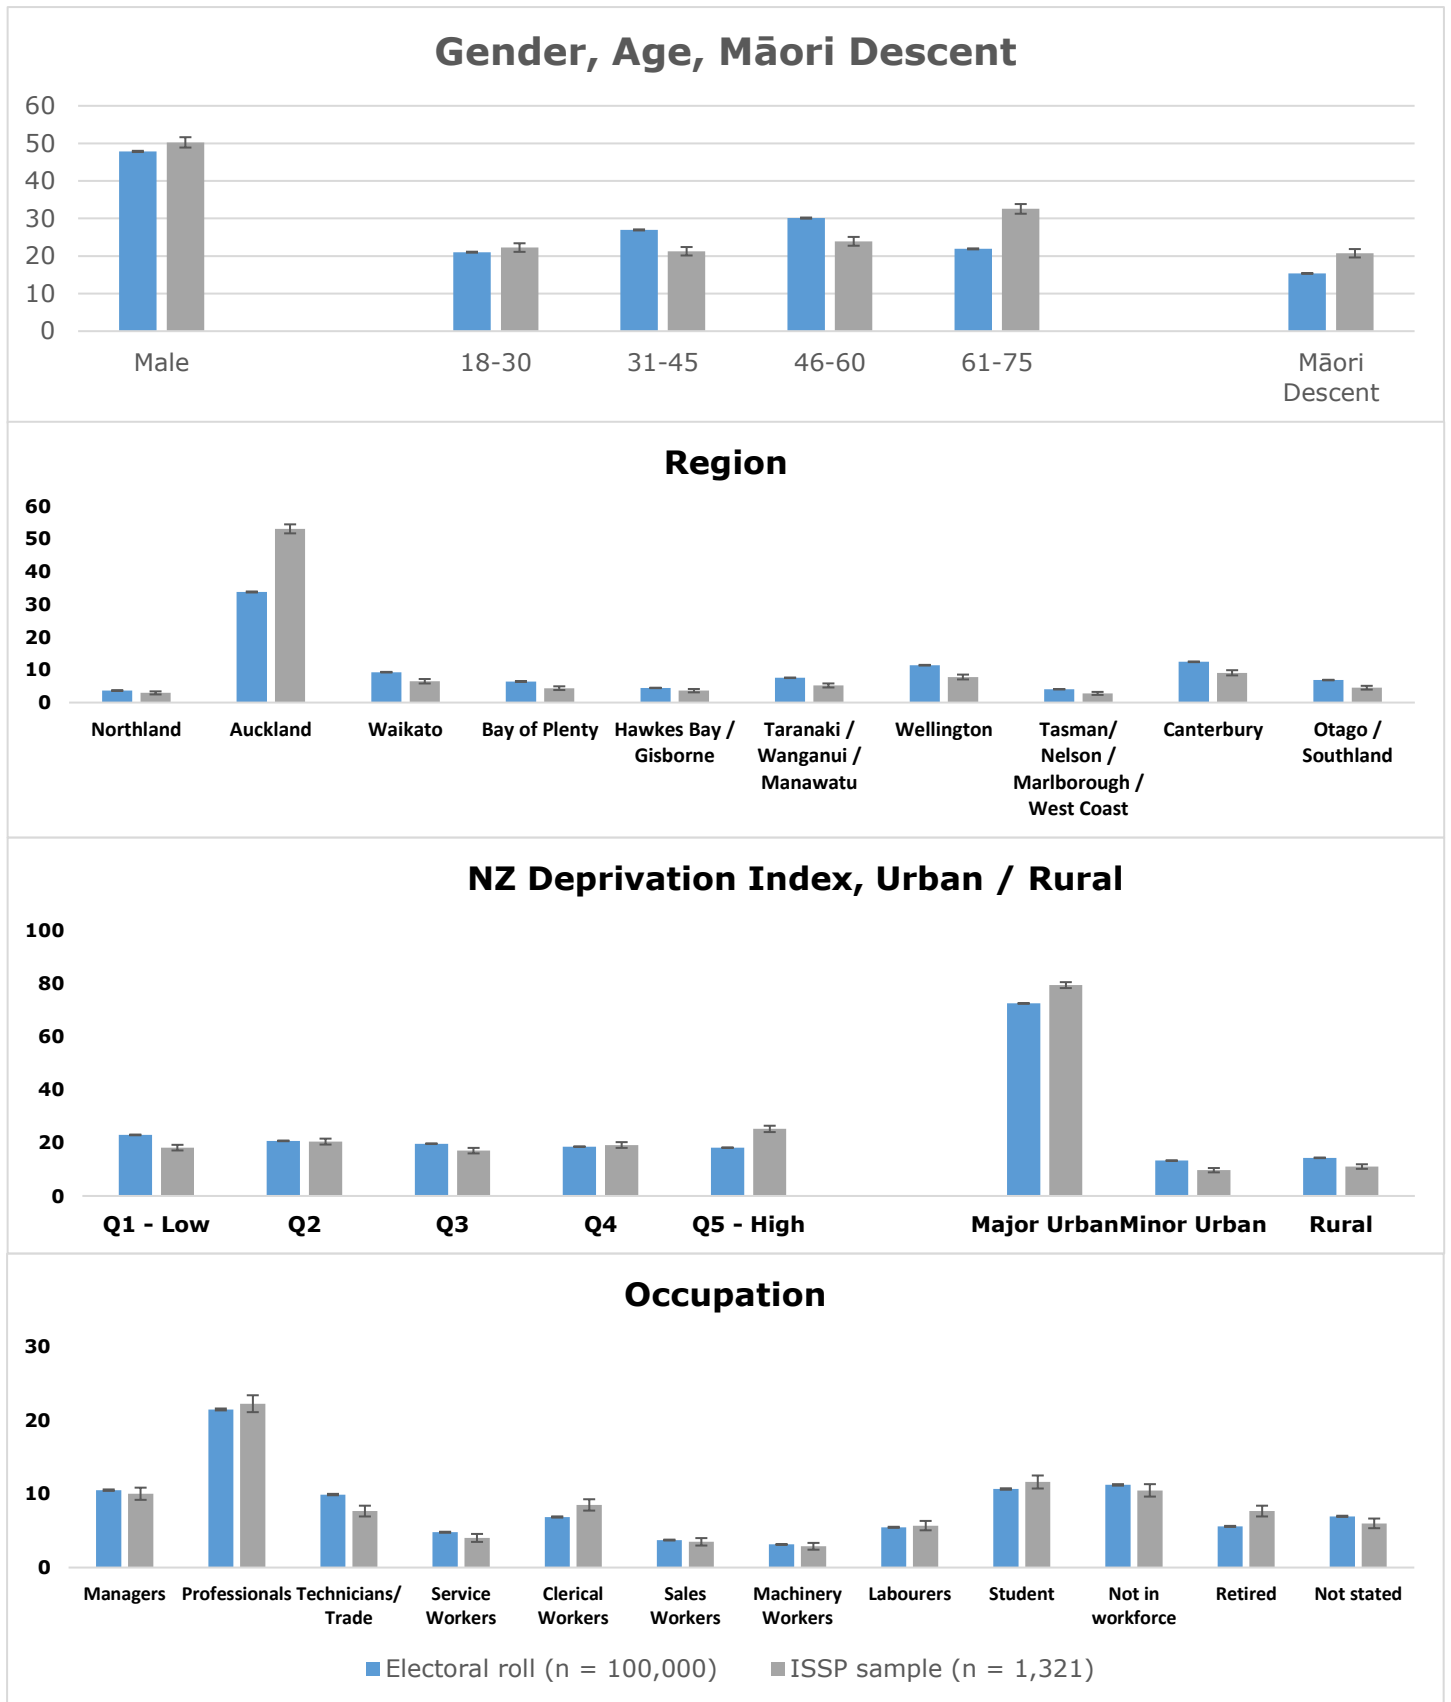 Gender, Age, Māori Descent
60
50
40
30
20
10
0
Male 18-30 31-45 46-60 61-75 Māori
Descent
Region
60
50
40
30
20
10
0
Northland Auckland Waikato Bay of Plenty Hawkes Bay / Taranaki / Wellington Tasman/ Canterbury Otago /
Gisborne Wanganui / Nelson / Southland
Manawatu Marlborough /
West Coast
NZ Deprivation Index, Urban / Rural
100
80
60
40
20
0
Q1 - Low Q2 Q3 Q4 Q5 - High Major Urban Minor Urban Rural
Occupation
30
20
10
0
Managers Professionals Technicians/ Service Clerical Sales Machinery Labourers Student Not in Retired Not stated
Trade Workers Workers Workers Workers workforce
Electoral roll (n = 100,000) ISSP sample (n = 1,321)